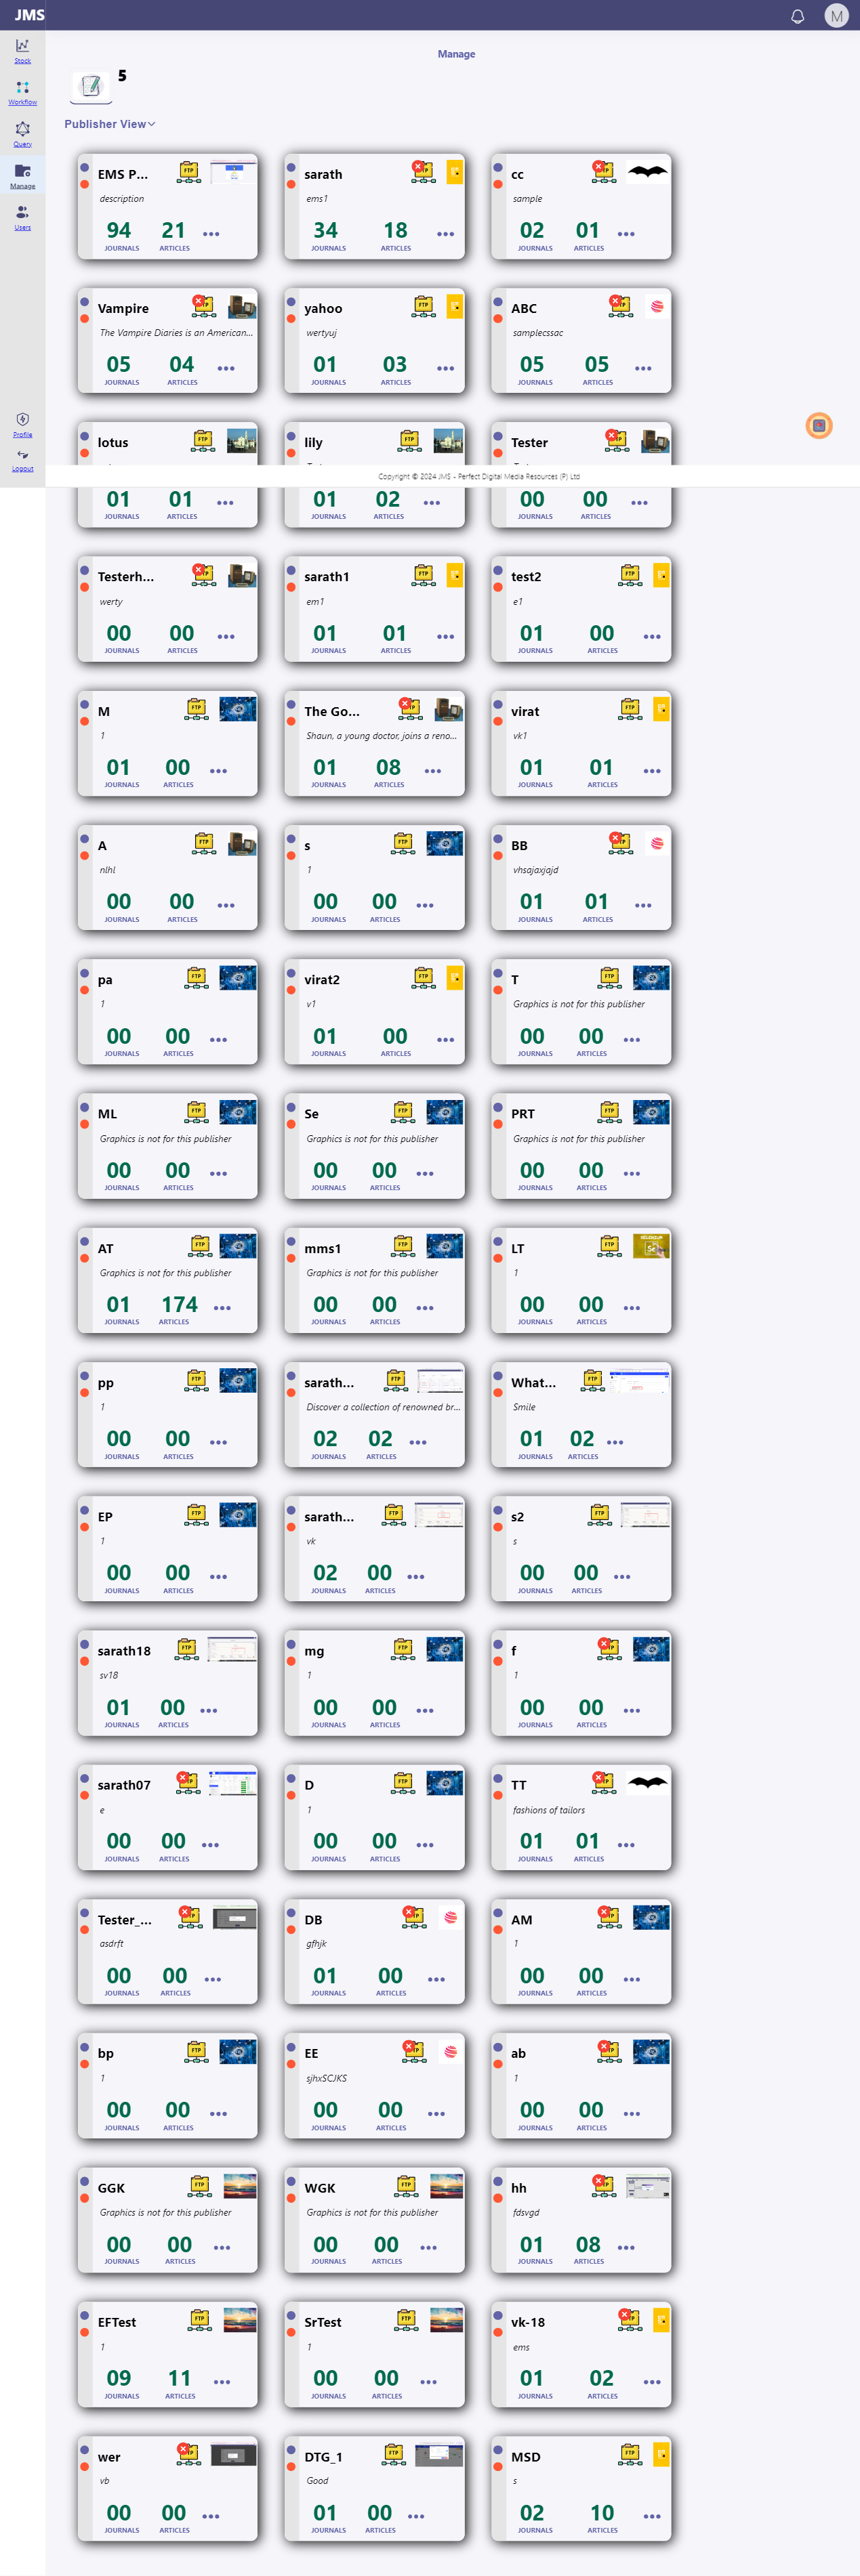 JMS
M
Stock
Workflow
Query
Manage
Users
Profile
Logout
Manage
5
Publisher View
EMS P...
FTP
description
94 21
JOURNALS ARTICLES
sarath
ems1
34 18
JOURNALS ARTICLES
cc
sample
02 01
JOURNALS ARTICLES
Vampire
The Vampire Diaries is an American...
05 04
JOURNALS ARTICLES
yahoo
FTP
wertyuj
01 03
JOURNALS ARTICLES
ABC
samplecssac
05 05
JOURNALS ARTICLES
lotus
FTP
01 01
JOURNALS ARTICLES
lily
FTP
01 02
JOURNALS ARTICLES
Tester
00 00
JOURNALS ARTICLES
Copyright © 2024 JMS - Perfect Digital Media Resources (P) Ltd
Testerh...
werty
00 00
JOURNALS ARTICLES
sarath1
FTP
em1
01 01
JOURNALS ARTICLES
test2
FTP
e1
01 00
JOURNALS ARTICLES
M
FTP
1
01 00
JOURNALS ARTICLES
The Go...
Shaun, a young doctor, joins a reno...
01 08
JOURNALS ARTICLES
virat
FTP
vk1
01 01
JOURNALS ARTICLES
A
FTP
nlhl
00 00
JOURNALS ARTICLES
s
FTP
1
00 00
JOURNALS ARTICLES
BB
vhsajaxjajd
01 01
JOURNALS ARTICLES
pa
FTP
1
00 00
JOURNALS ARTICLES
virat2
FTP
v1
01 00
JOURNALS ARTICLES
T
FTP
Graphics is not for this publisher
00 00
JOURNALS ARTICLES
ML
FTP
Graphics is not for this publisher
00 00
JOURNALS ARTICLES
Se
FTP
Graphics is not for this publisher
00 00
JOURNALS ARTICLES
PRT
FTP
Graphics is not for this publisher
00 00
JOURNALS ARTICLES
AT
FTP
Graphics is not for this publisher
01 174
JOURNALS ARTICLES
mms1
FTP
Graphics is not for this publisher
00 00
JOURNALS ARTICLES
LT
FTP
Se
1
00 00
JOURNALS ARTICLES
pp
FTP
1
00 00
JOURNALS ARTICLES
sarath...
FTP
Discover a collection of renowned br...
02 02
JOURNALS ARTICLES
What...
FTP
Smile
01 02
JOURNALS ARTICLES
EP
FTP
1
00 00
JOURNALS ARTICLES
sarath...
FTP
vk
02 00
JOURNALS ARTICLES
s2
FTP
s
00 00
JOURNALS ARTICLES
sarath18
FTP
sv18
01 00
JOURNALS ARTICLES
mg
FTP
1
00 00
JOURNALS ARTICLES
f
1
00 00
JOURNALS ARTICLES
sarath07
e
00 00
JOURNALS ARTICLES
D
FTP
1
00 00
JOURNALS ARTICLES
TT
fashions of tailors
01 01
JOURNALS ARTICLES
Tester_...
asdrft
00 00
JOURNALS ARTICLES
DB
gfhjk
01 00
JOURNALS ARTICLES
AM
1
00 00
JOURNALS ARTICLES
bp
FTP
1
00 00
JOURNALS ARTICLES
EE
sjhxSCJKS
00 00
JOURNALS ARTICLES
ab
1
00 00
JOURNALS ARTICLES
GGK
FTP
Graphics is not for this publisher
00 00
JOURNALS ARTICLES
WGK
FTP
Graphics is not for this publisher
00 00
JOURNALS ARTICLES
hh
fdsvgd
01 08
JOURNALS ARTICLES
EFTest
FTP
1
09 11
JOURNALS ARTICLES
SrTest
FTP
1
00 00
JOURNALS ARTICLES
vk-18
ems
01 02
JOURNALS ARTICLES
wer
vb
00 00
JOURNALS ARTICLES
DTG_1
FTP
Good
01 00
JOURNALS ARTICLES
MSD
FTP
s
02 10
JOURNALS ARTICLES